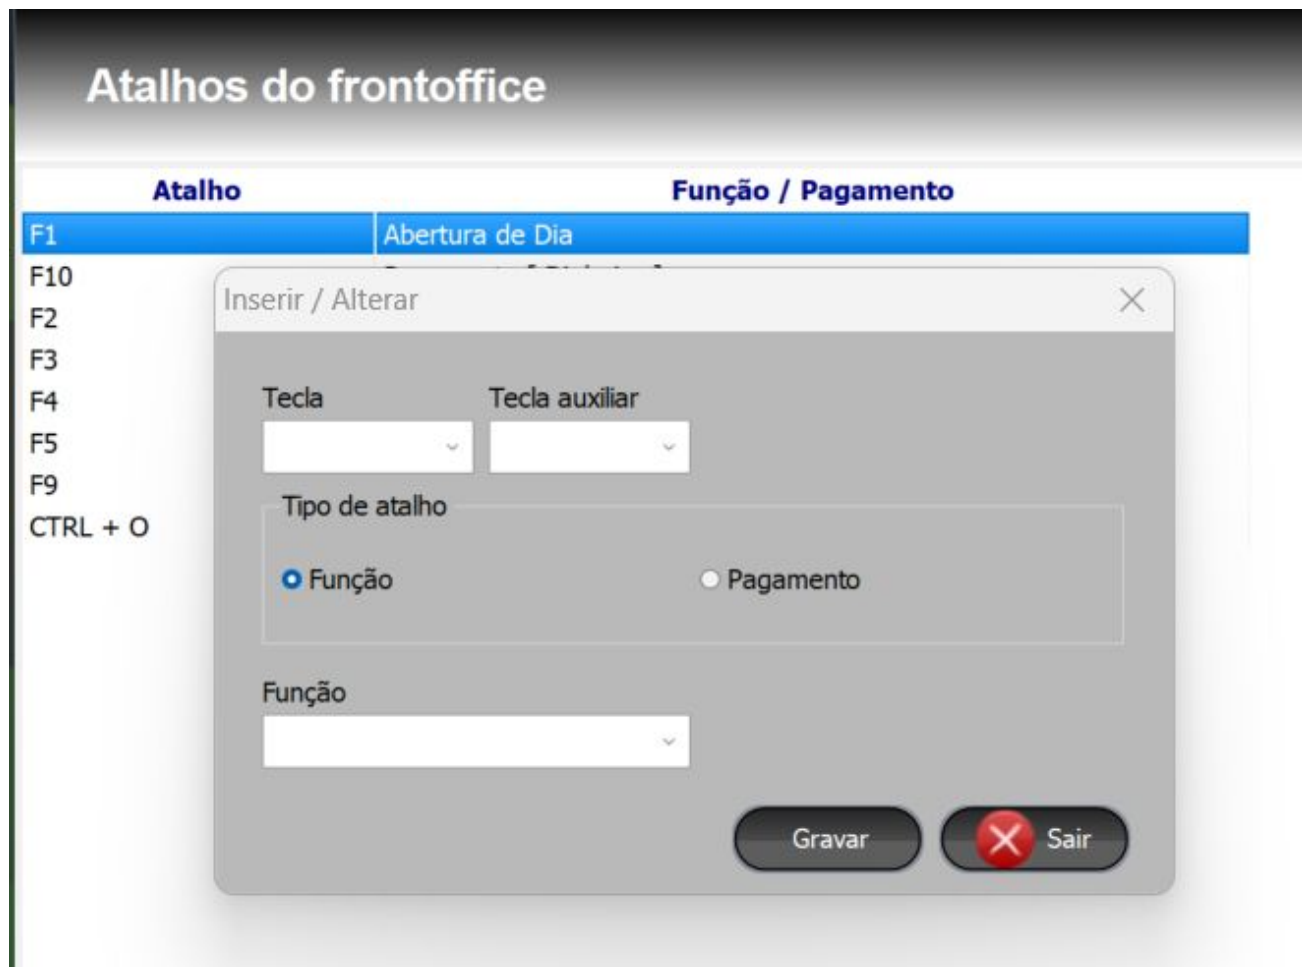 Atalhos do frontoffice
Atalho Função / Pagamento
F1 Abertura de Dia
F10
Inserir / Alterar
F2
F3
Tecla Tecla auxiliar
F4
F5
F9
Tipo de atalho
CTRL + O
Função Pagamento
Função
Gravar Sair